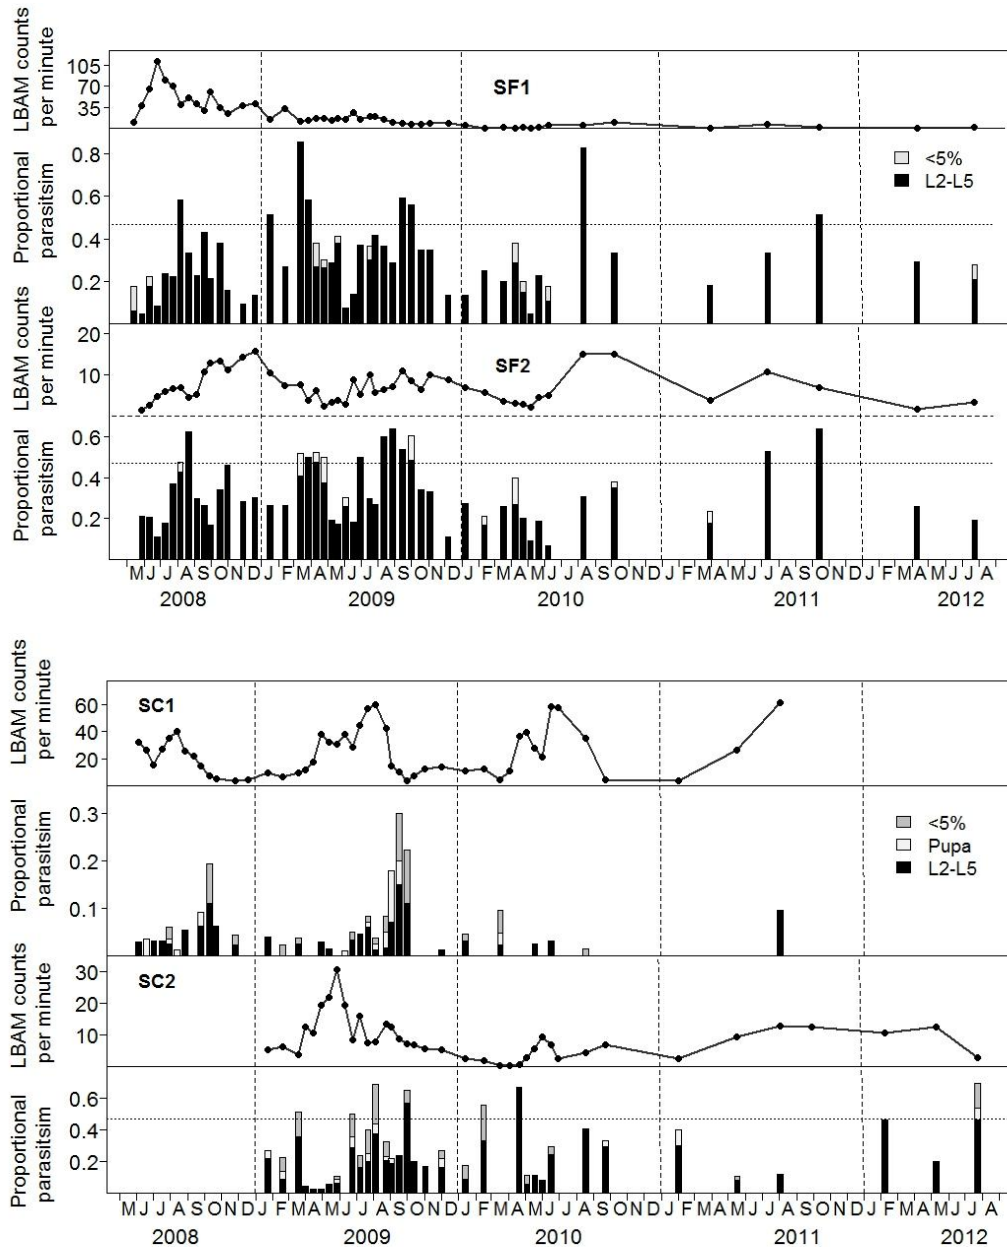 LBAM counts
per minute
105
70
35
SF1
Proportional
parasitsim
0.8
0.6
0.4
0.2
<5%
L2-L5
LBAM counts
per minute
20
10
SF2
Proportional
parasitsim
0.6
0.4
0.2
M J J A S O N D J F M A M J J A S O N D J F M A M J J A S O N D J F M A M J J A S O N D J F M A M J J A
2008 2009 2010 2011 2012
LBAM counts
per minute
60
40
20
SC1
Proportional
parasitsim
0.3
0.2
0.1
<5%
Pupa
L2-L5
LBAM counts
per minute
30
20
10
SC2
Proportional
parasitsim
0.6
0.4
0.2
M J J A S O N D J F M A M J J A S O N D J F M A M J J A S O N D J F M A M J J A S O N D J F M A M J J A
2008 2009 2010 2011 2012